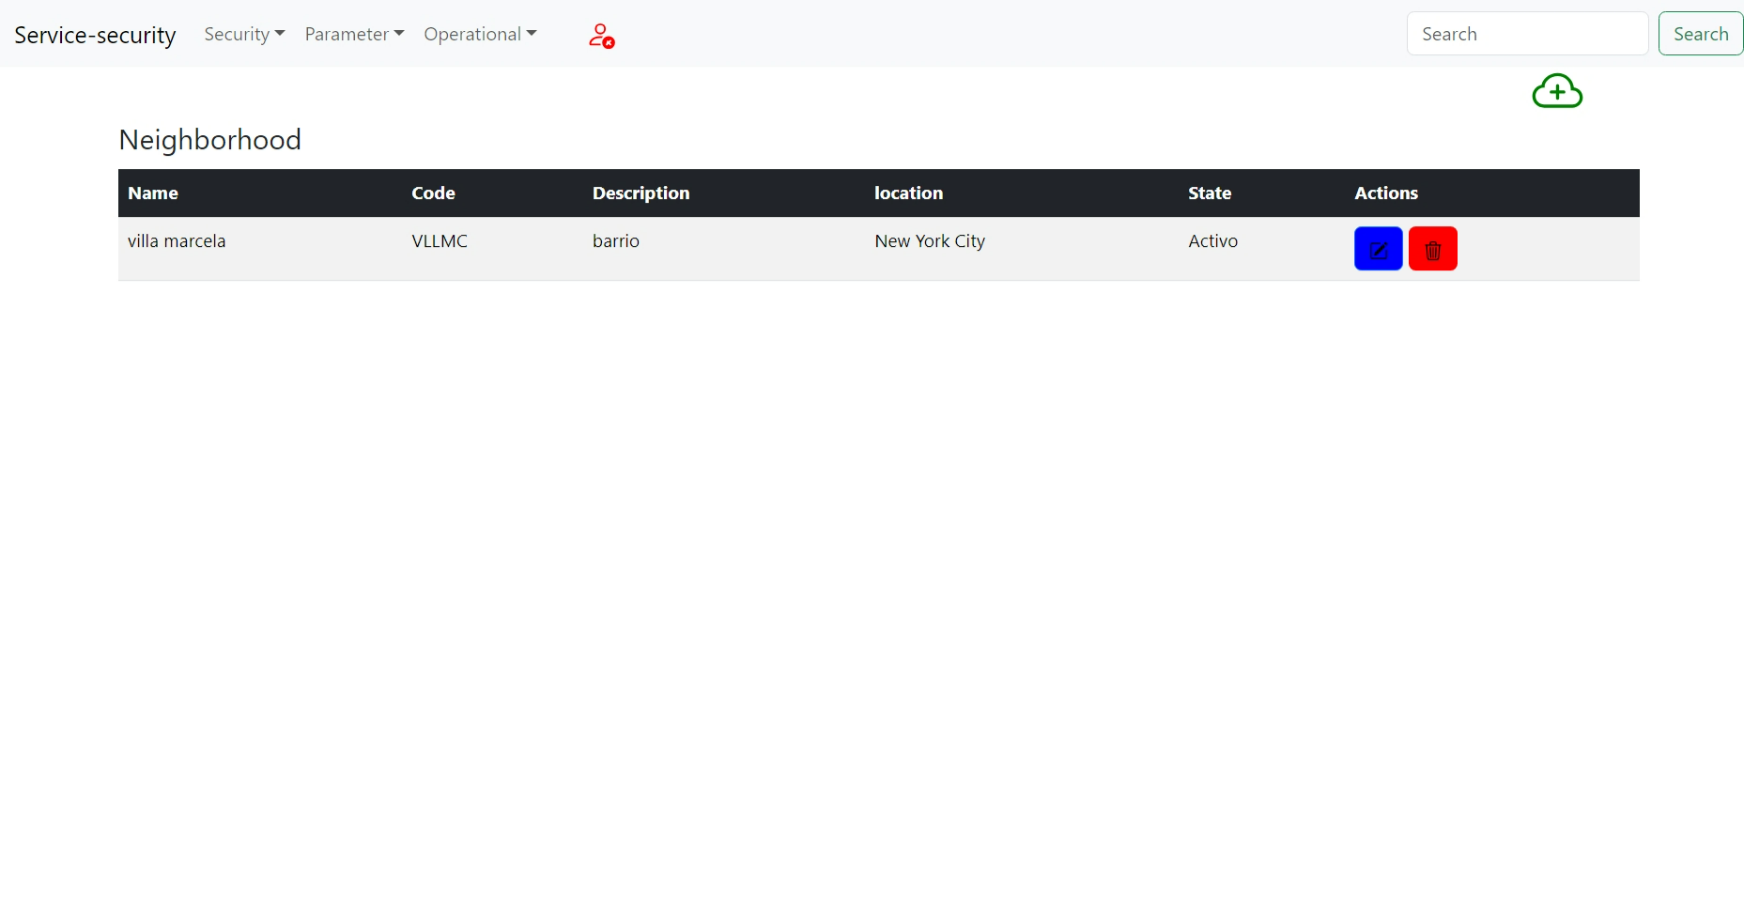 Service-security Security Parameter Operational Search Search
Neighborhood
Name Code Description location State Actions
villa marcela VLLMC barrio New York City Activo